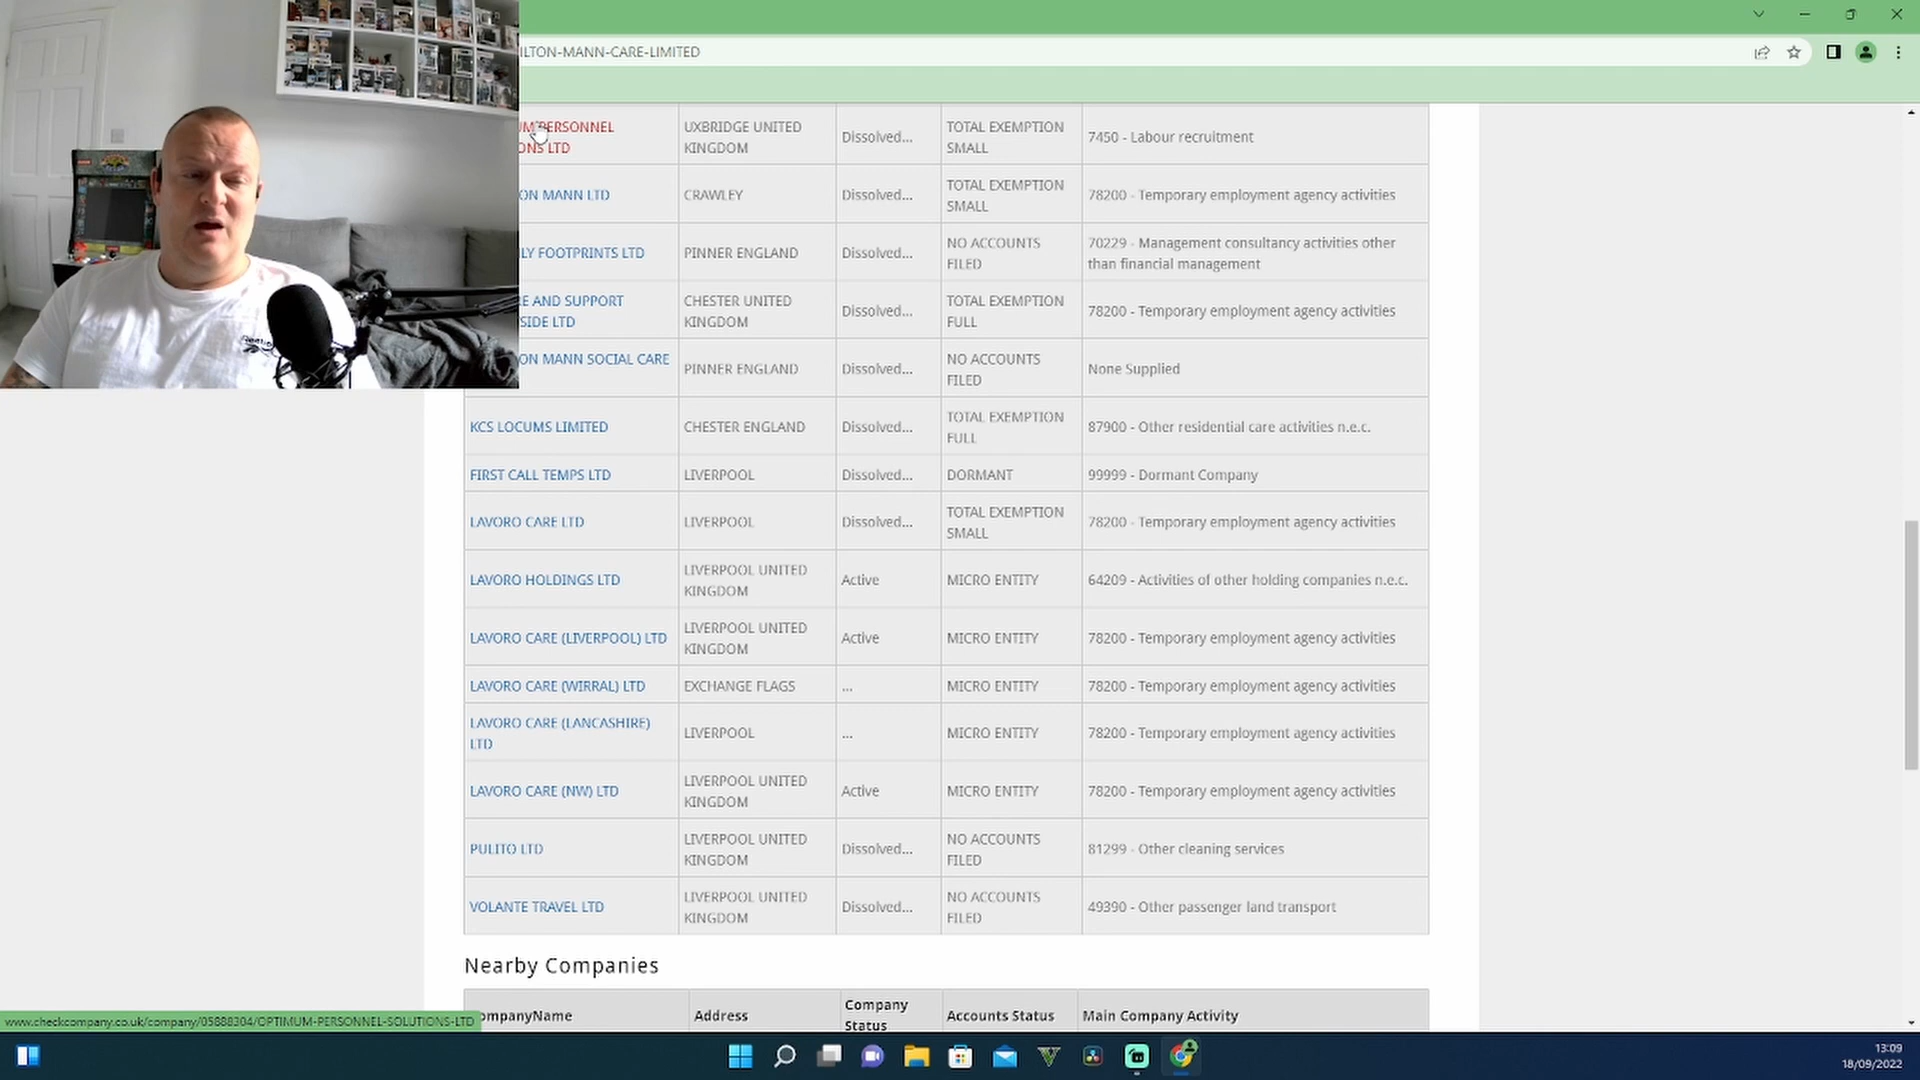 ILTON-MANN-CARE-LIMITED
UM PERSONNEL
ONS LTD
UXBRIDGE UNITED
KINGDOM
Dissolved...
TOTAL EXEMPTION
SMALL
7450 - Labour recruitment
ON MANN LTD
CRAWLEY
Dissolved...
TOTAL EXEMPTION
SMALL
78200 - Temporary employment agency activities
LY FOOTPRINTS LTD
PINNER ENGLAND
Dissolved...
NO ACCOUNTS
FILED
70229 - Management consultancy activities other
than financial management
E AND SUPPORT
SIDE LTD
CHESTER UNITED
KINGDOM
Dissolved...
TOTAL EXEMPTION
FULL
78200 - Temporary employment agency activities
ON MANN SOCIAL CARE
PINNER ENGLAND
Dissolved...
NO ACCOUNTS
FILED
None Supplied
KCS LOCUMS LIMITED
CHESTER ENGLAND
Dissolved...
TOTAL EXEMPTION
FULL
87900 - Other residential care activities n.e.c.
FIRST CALL TEMPS LTD
LIVERPOOL
Dissolved...
DORMANT
99999 - Dormant Company
LAVORO CARE LTD
LIVERPOOL
Dissolved...
TOTAL EXEMPTION
SMALL
78200 - Temporary employment agency activities
LAVORO HOLDINGS LTD
LIVERPOOL UNITED
KINGDOM
Active
MICRO ENTITY
64209 - Activities of other holding companies n.e.c.
LAVORO CARE (LIVERPOOL) LTD
LIVERPOOL UNITED
KINGDOM
Active
MICRO ENTITY
78200 - Temporary employment agency activities
LAVORO CARE (WIRRAL) LTD
EXCHANGE FLAGS
...
MICRO ENTITY
78200 - Temporary employment agency activities
LAVORO CARE (LANCASHIRE)
LTD
LIVERPOOL
...
MICRO ENTITY
78200 - Temporary employment agency activities
LAVORO CARE (NW) LTD
LIVERPOOL UNITED
KINGDOM
Active
MICRO ENTITY
78200 - Temporary employment agency activities
PULITO LTD
LIVERPOOL UNITED
KINGDOM
Dissolved...
NO ACCOUNTS
FILED
81299 - Other cleaning services
VOLANTE TRAVEL LTD
LIVERPOOL UNITED
KINGDOM
Dissolved...
NO ACCOUNTS
FILED
49390 - Other passenger land transport
Nearby Companies
ompanyName
Address
Company
Status
Accounts Status
Main Company Activity
www.checkcompany.co.uk/company/05888304/OPTIMUM-PERSONNEL-SOLUTIONS-LTD
13:09
18/09/2022